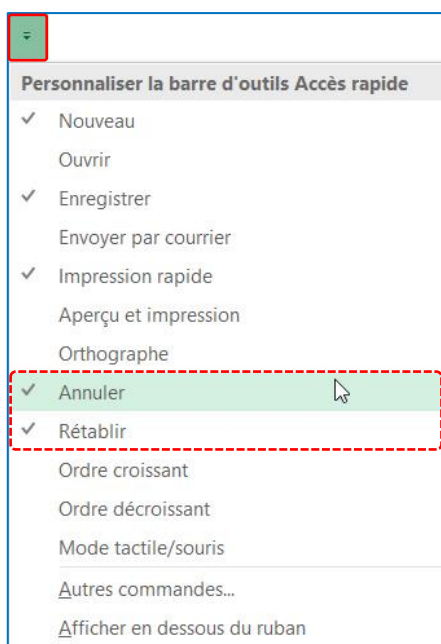 Personnaliser la barre d'outils Accès rapide
Nouveau
Ouvrir
Enregistrer
Envoyer par courrier
Impression rapide
Aperçu et impression
Orthographe
Annuler
Rétablir
Ordre croissant
Ordre décroissant
Mode tactile/souris
Autres commandes...
Afficher en dessous du ruban